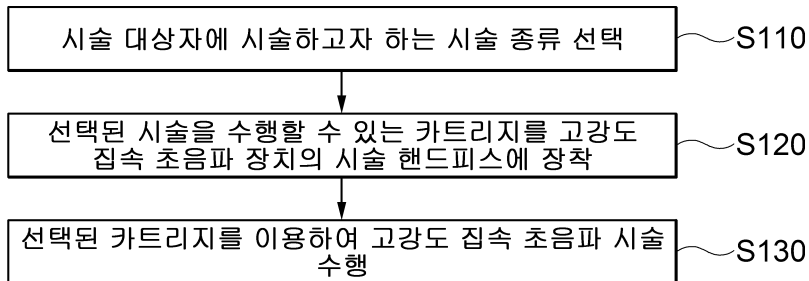 시술 대상자에 시술하고자 하는 시술 종류 선택
S110
선택된 시술을 수행할 수 있는 카트리지를 고강도
집속 초음파 장치의 시술 핸드피스에 장착
S120
선택된 카트리지를 이용하여 고강도 집속 초음파 시술
수행
S130